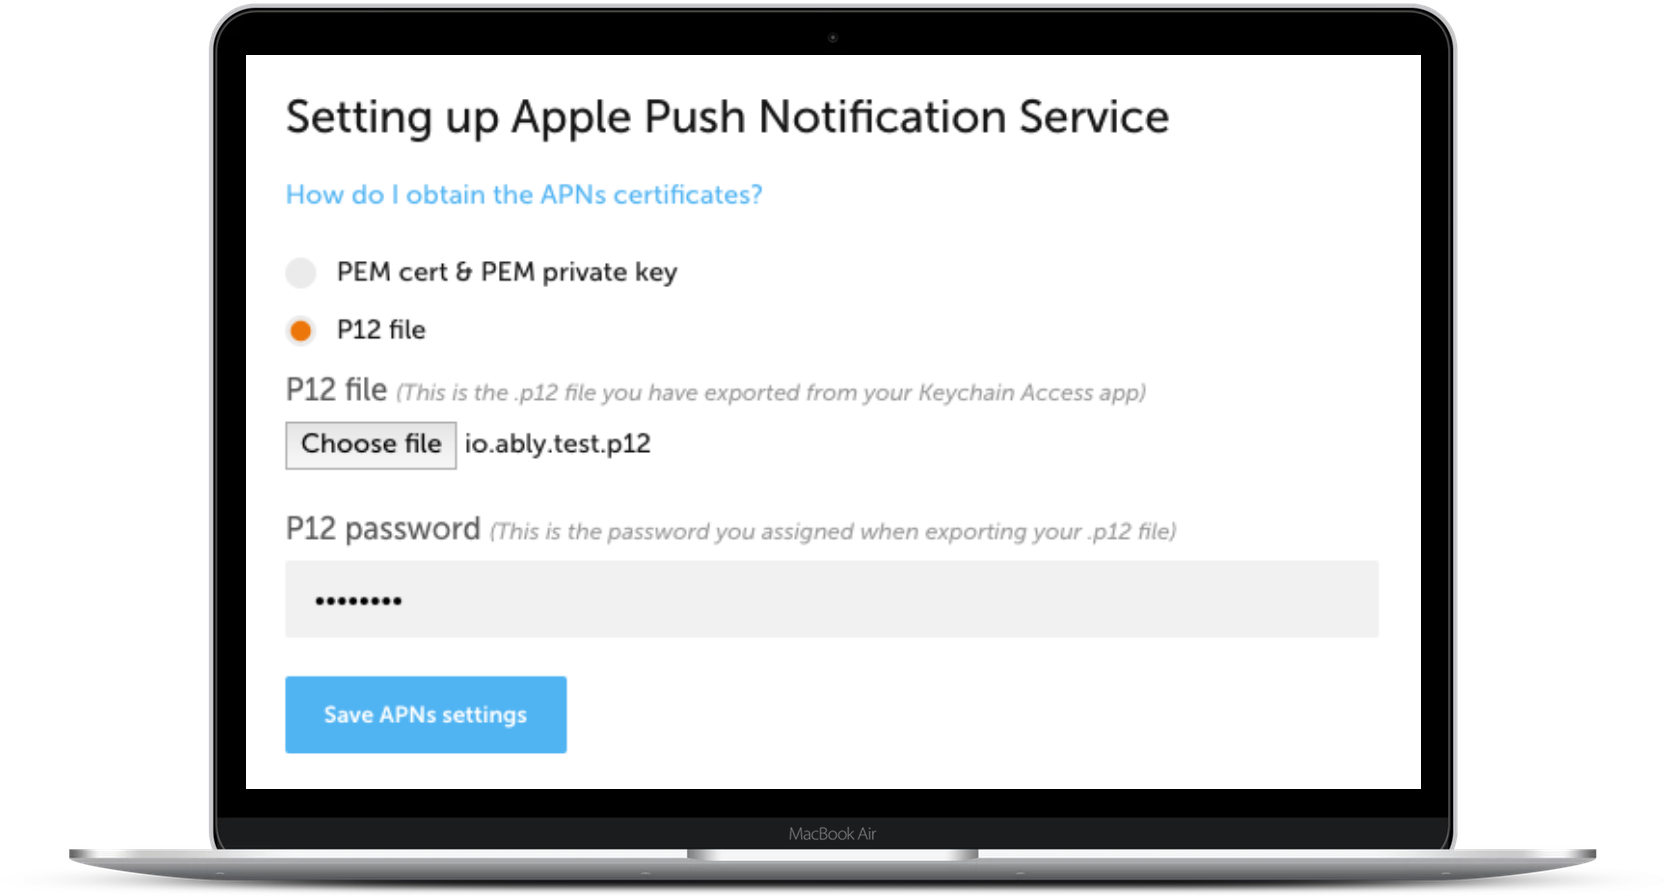 Setting up Apple Push Notification Service
How do I obtain the APNs certificates?
PEM cert & PEM private key
P12 file
P12 file (This is the .p12 file you have exported from your Keychain Access app)
Choose file io.ably.test.p12
P12 password (This is the password you assigned when exporting your .p12 file)
••••••••
Save APNs settings
MacBook Air